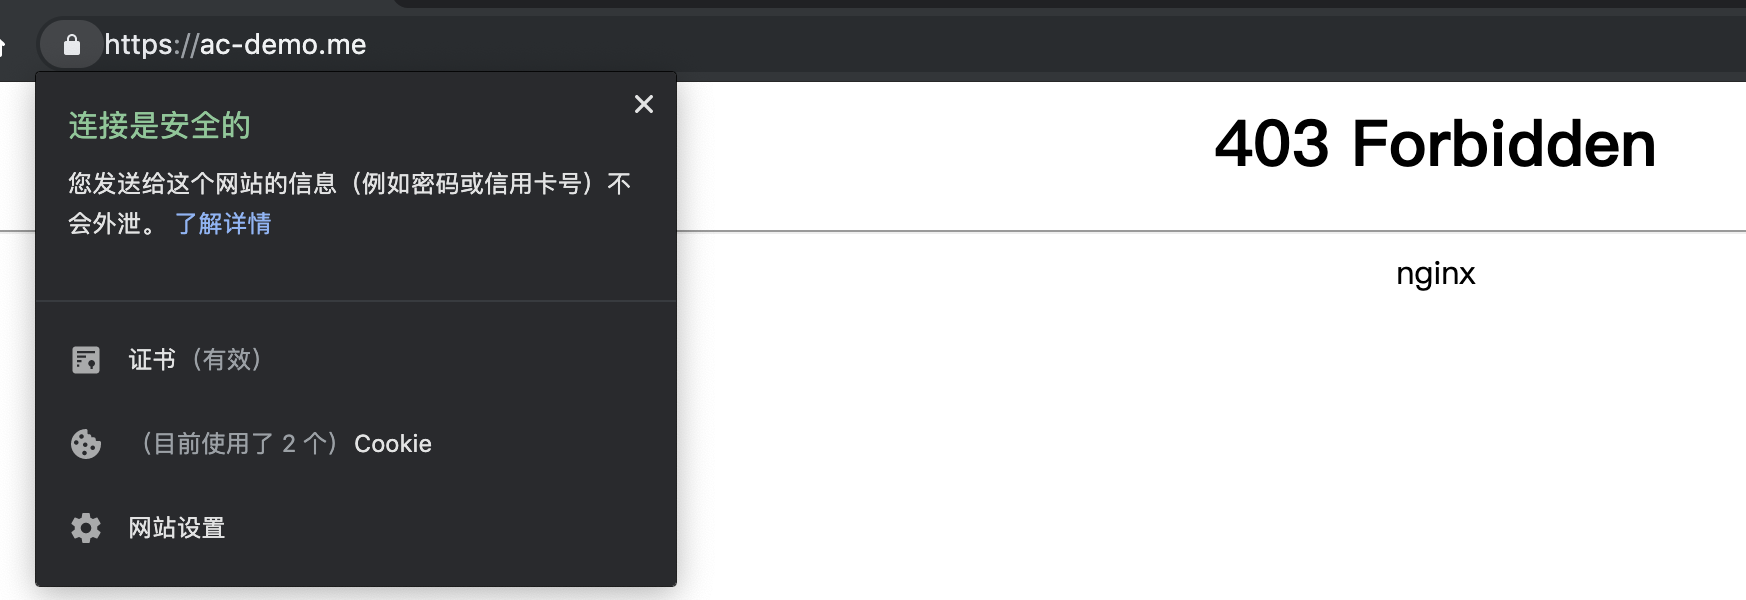 https://ac-demo.me
连接是安全的
您发送给这个网站的信息（例如密码或信用卡号）不
会外泄。 了解详情
证书（有效）
（目前使用了 2 个）Cookie
网站设置
403 Forbidden
nginx